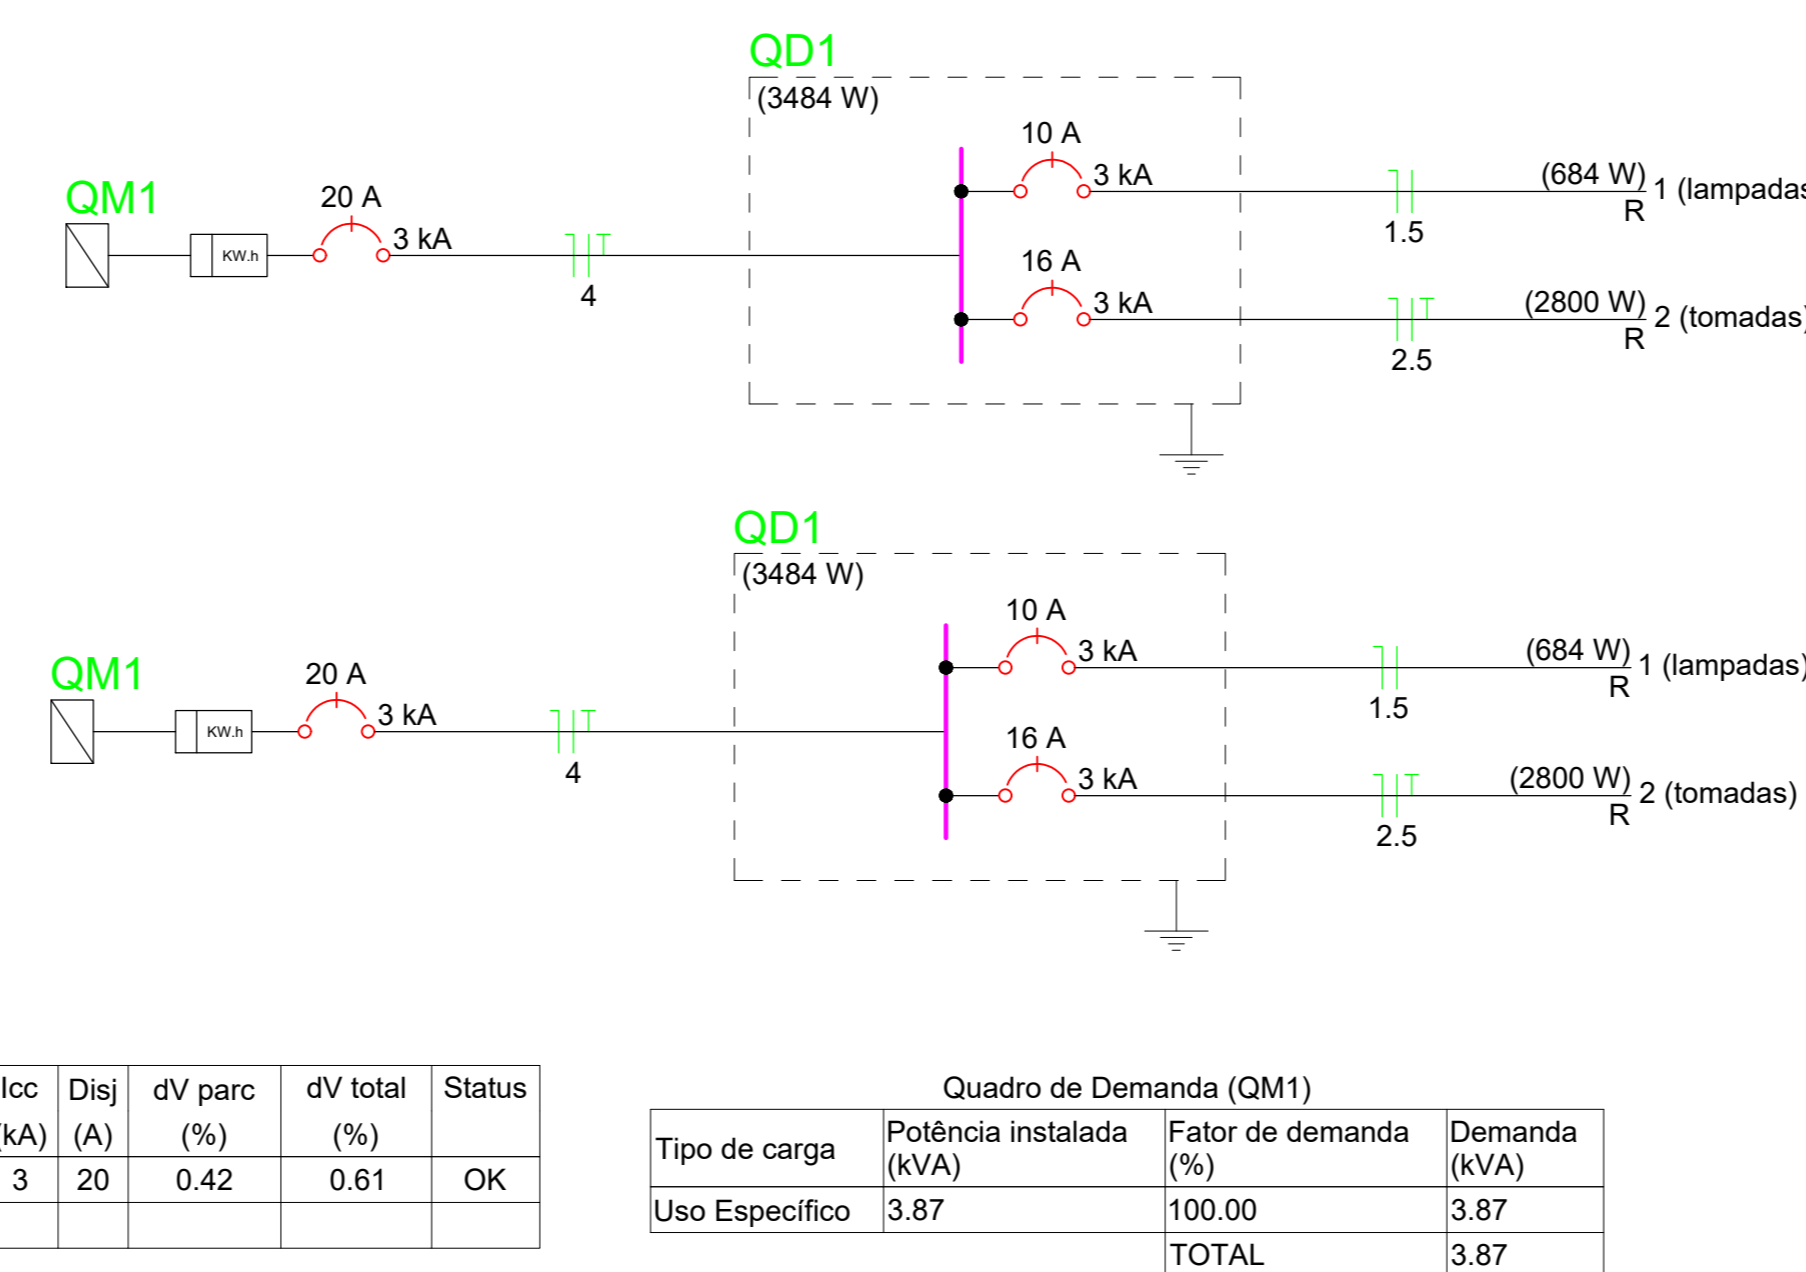 QD1
(3484 W)
10 A
3 kA
(684 W)
1 (lampadas
R
1.5
QM1
20 A
KW.h
3 kA
4
16 A
3 kA
(2800 W)
2 (tomadas)
R
2.5
QD1
(3484 W)
10 A
3 kA
(684 W)
1 (lampadas)
R
1.5
QM1
20 A
KW.h
3 kA
4
16 A
3 kA
(2800 W)
2 (tomadas)
R
2.5
Icc Disj dV parc dV total Status
(kA) (A) (%) (%)
3 20 0.42 0.61 OK
Quadro de Demanda (QM1)
Tipo de carga
Potência instalada
(kVA)
Fator de demanda
(%)
Demanda
(kVA)
Uso Específico 3.87 100.00 3.87
TOTAL 3.87